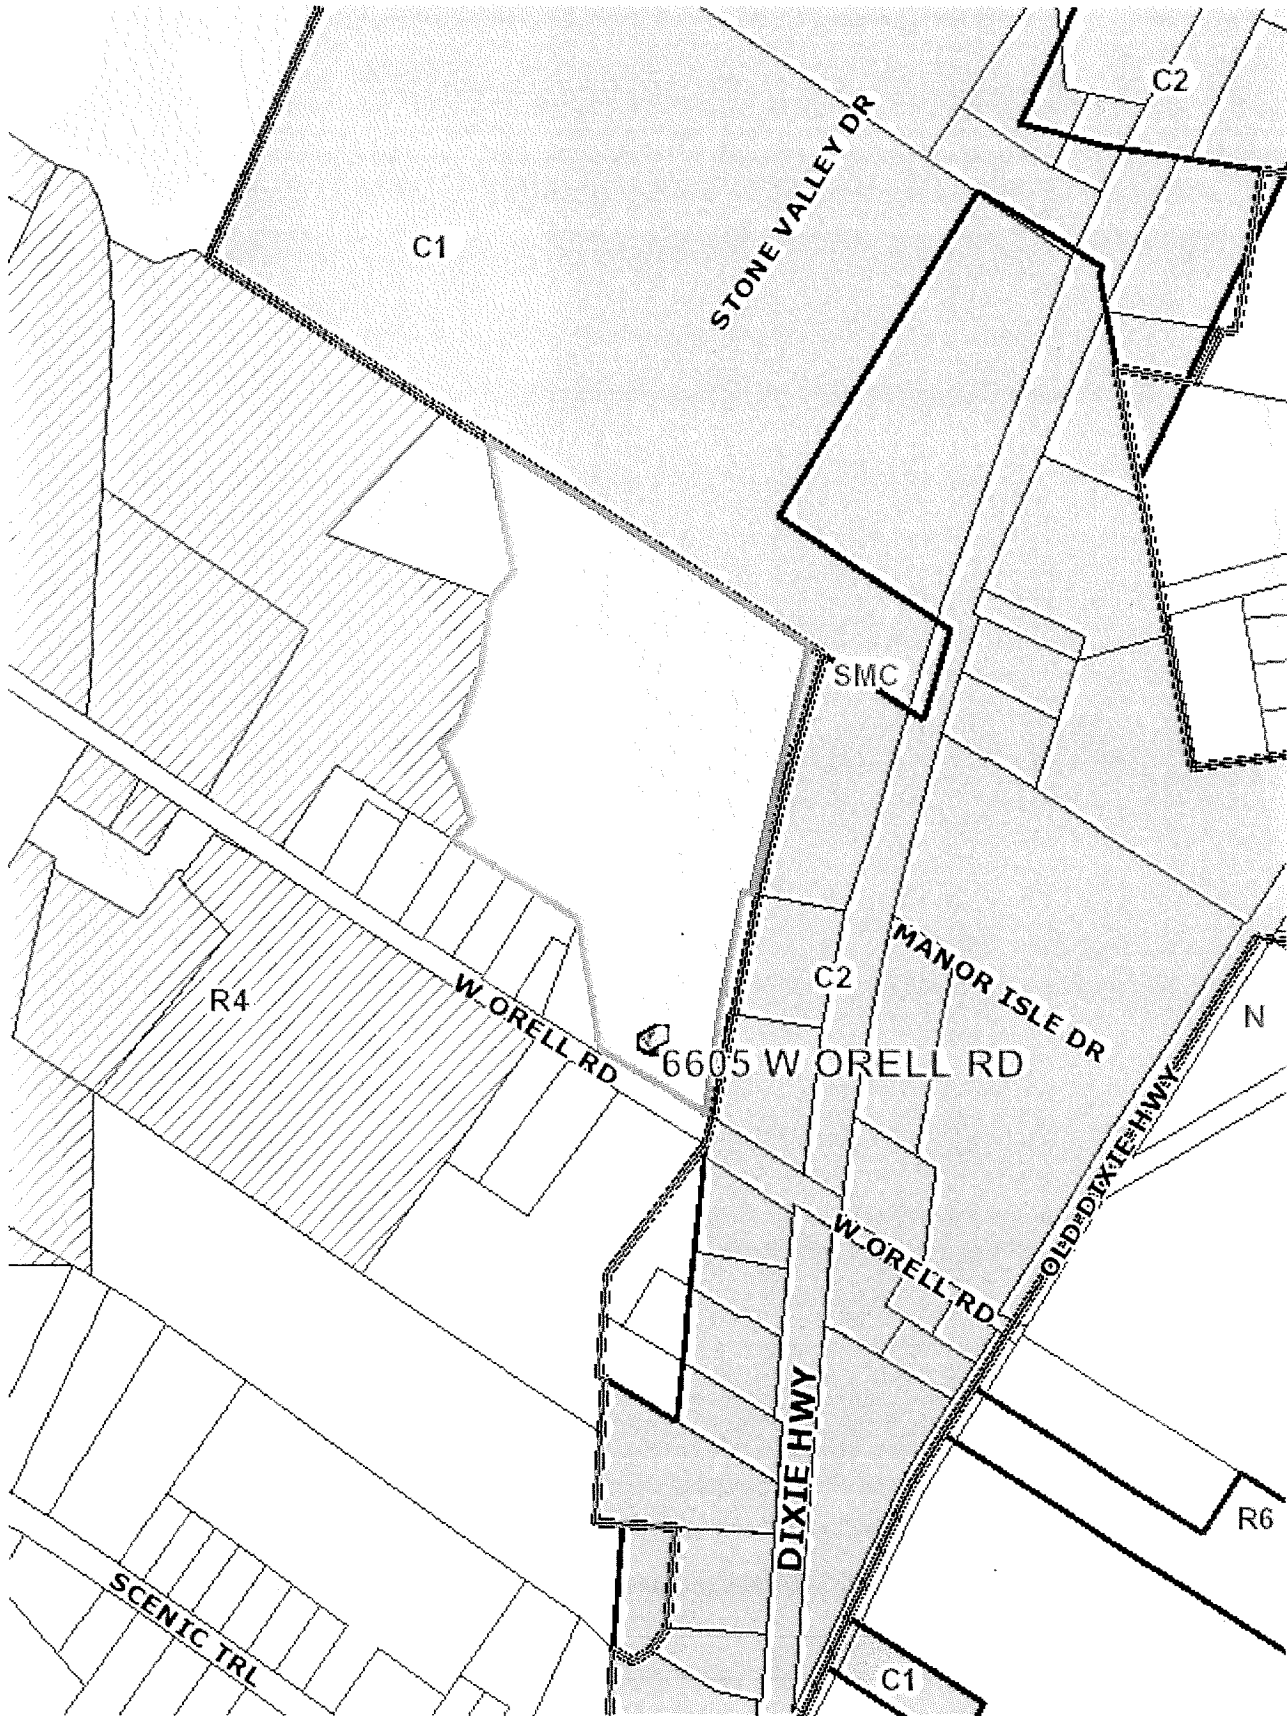 C2
STONE VALLEY DR
C1
SMC
MANOR ISLE DR
C2
R4
W ORELL RD
N
6605 W ORELL RD
OLD DIXIE HWY
W ORELL RD
DIXIE HWY
R6
SCENIC TRL
C1